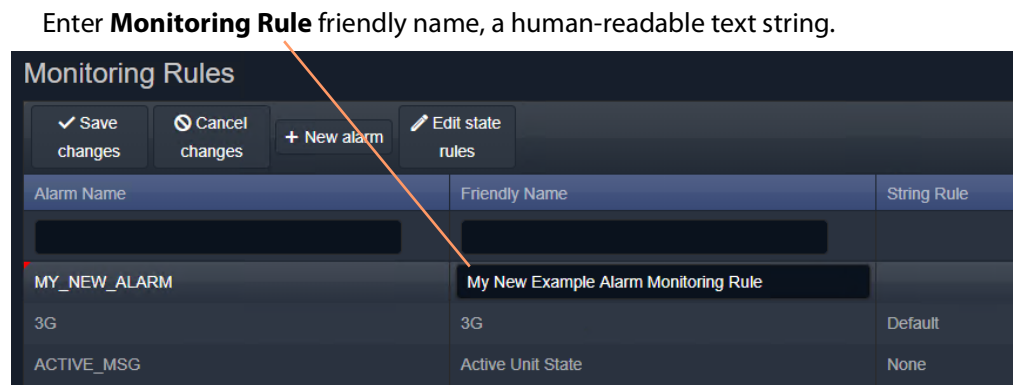 Enter Monitoring Rule friendly name, a human-readable text string.
Monitoring Rules
Save changes
Cancel changes
+ New alarm
Edit state rules
Alarm Name Friendly Name String Rule
MY_NEW_ALARM My New Example Alarm Monitoring Rule
3G 3G Default
ACTIVE_MSG Active Unit State None